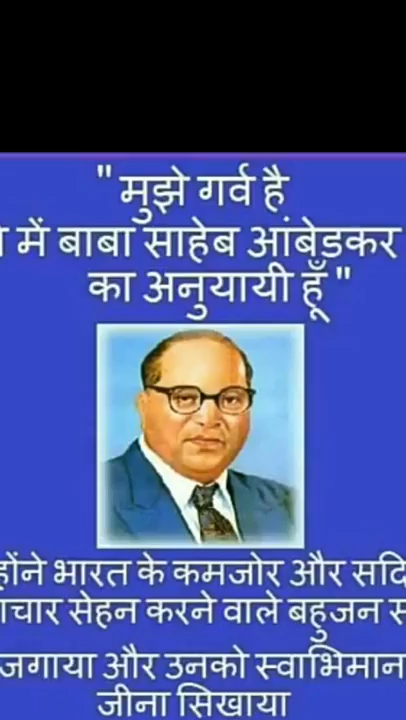 "मुझे गर्व है
में बाबा साहेब आंबेडकर
का अनुयायी हूँ"
भारत के कमजोर और
सेहन करने वाले बहुजन
जगाया और उनको स्वाभिमान
जीना सिखाया